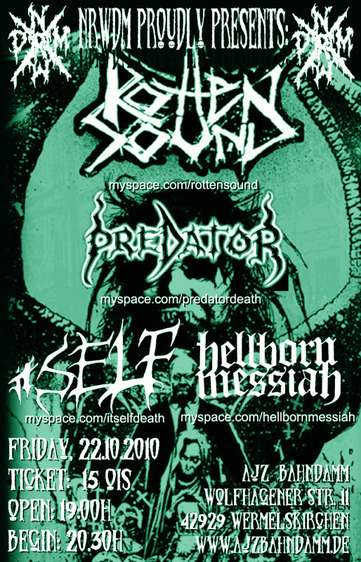 NRWDM PROUDLY PRESENTS:
ROTTEN
SOUND
myspace.com/rottensound
PREDATOR
myspace.com/predatordeath
itSELF
hellborn
messiah
myspace.com/itselfdeath
myspace.com/hellbornmessiah
FRIDAY, 22.10.2010
TICKET: 15 OIS
OPEN: 19:00H
BEGIN: 20.30H
AJZ BAHNDAMM
WOLFHAGENER STR. 11
42929 WERMELSKIRCHEN
WWW.AJZBAHNDAMM.DE